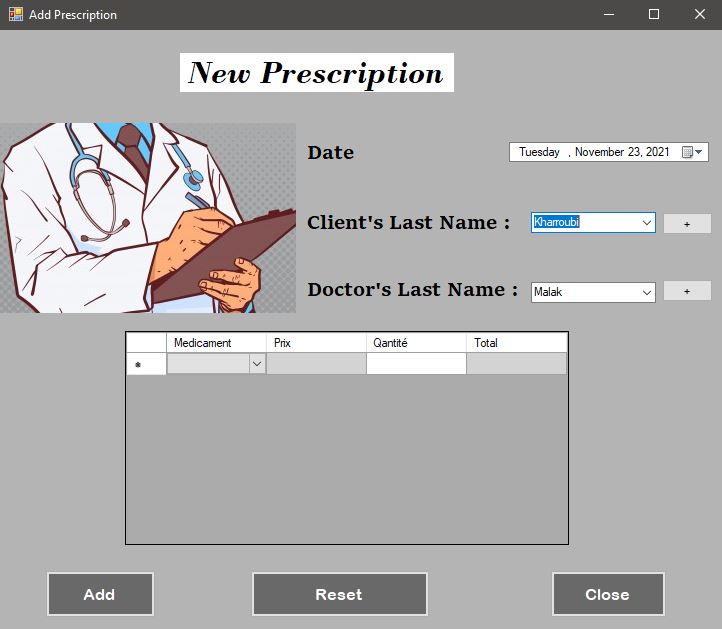 Add Prescription
New Prescription
Date
Tuesday , November 23, 2021
Client's Last Name :
Kharroubi
+
Doctor's Last Name :
Malak
+
Medicament Prix Qantité Total
Add Reset Close